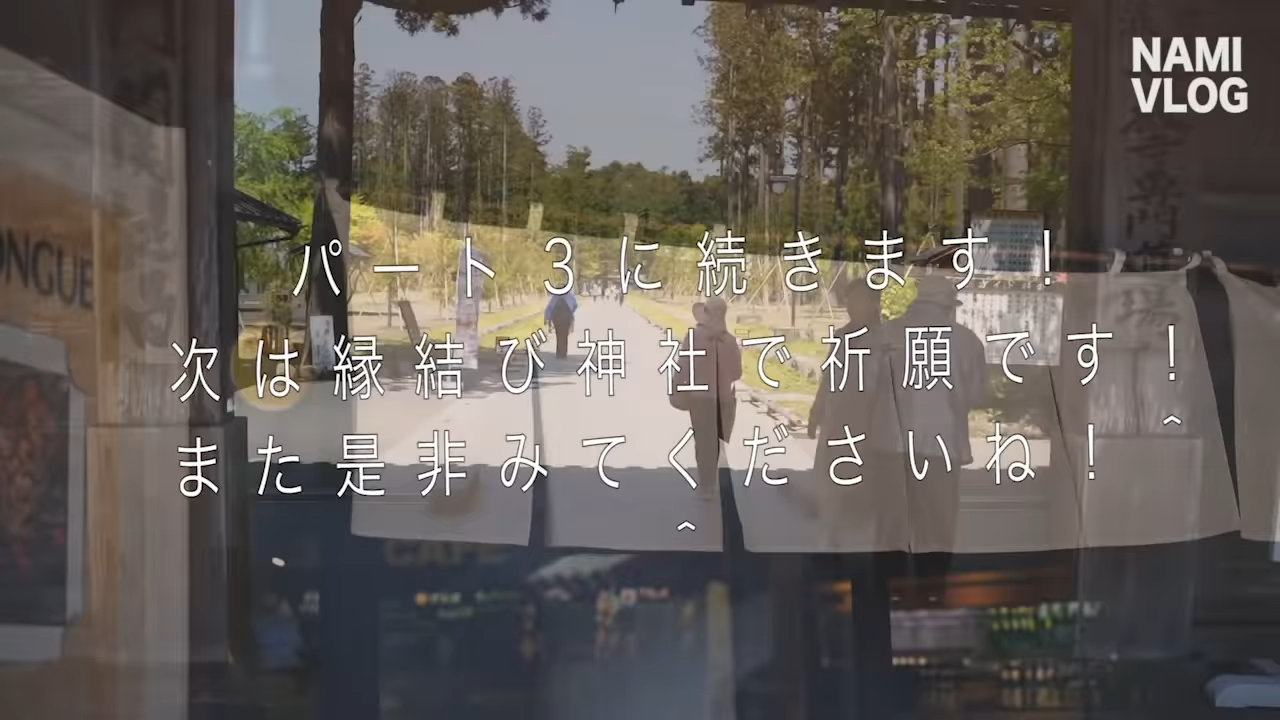 NAMI
VLOG
パート3に続きます！
次は縁結び神社で祈願です！
また是非みてくださいね！
^
^
ONGUE
CAFE